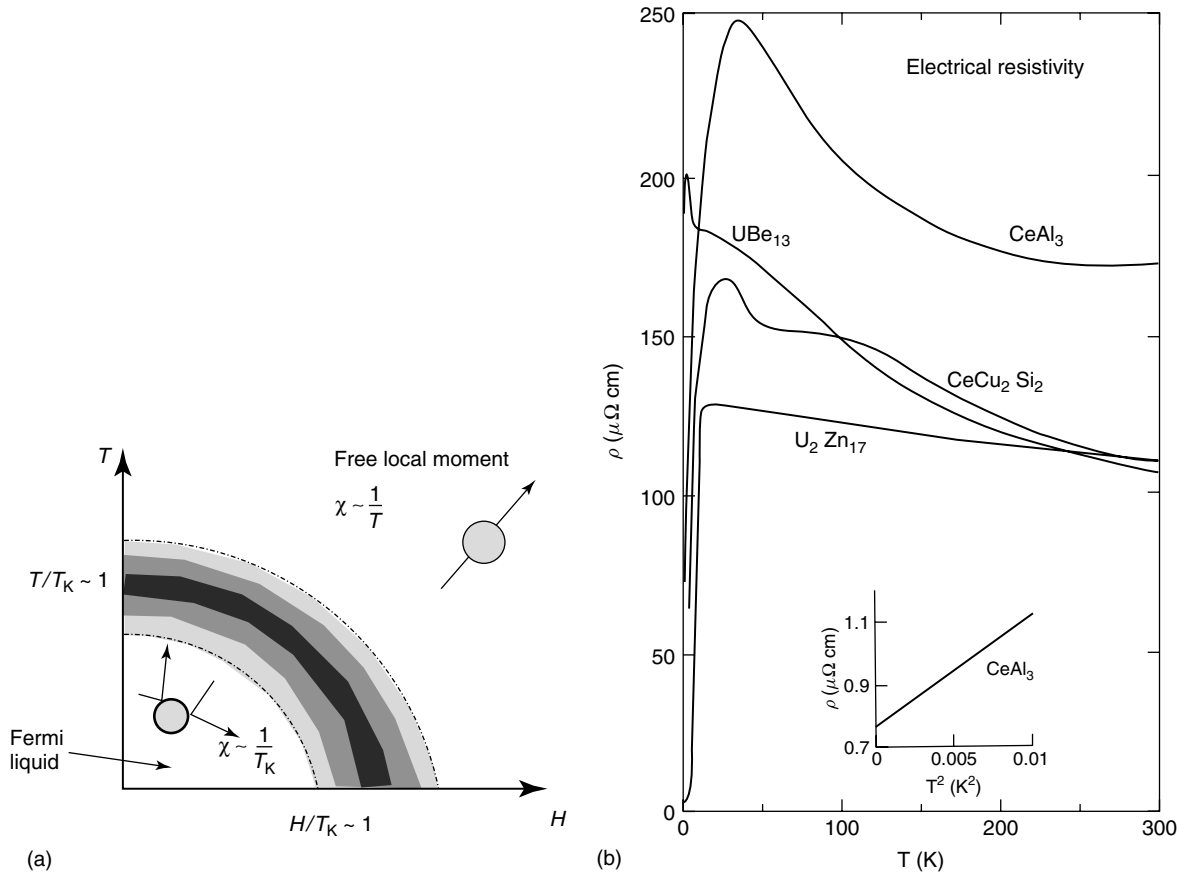 T
Free local moment
χ ~ 1/T
T/T_K ~ 1
χ ~ 1/T_K
Fermi
liquid
H/T_K ~ 1
H
(a)
250
200
150
100
50
0
ρ (μΩ cm)
Electrical resistivity
UBe₁₃
CeAl₃
CeCu₂ Si₂
U₂ Zn₁₇
1.1
0.9
0.7
ρ (μΩ cm)
CeAl₃
0
0.005
0.01
T² (K²)
0
100
200
300
T (K)
(b)